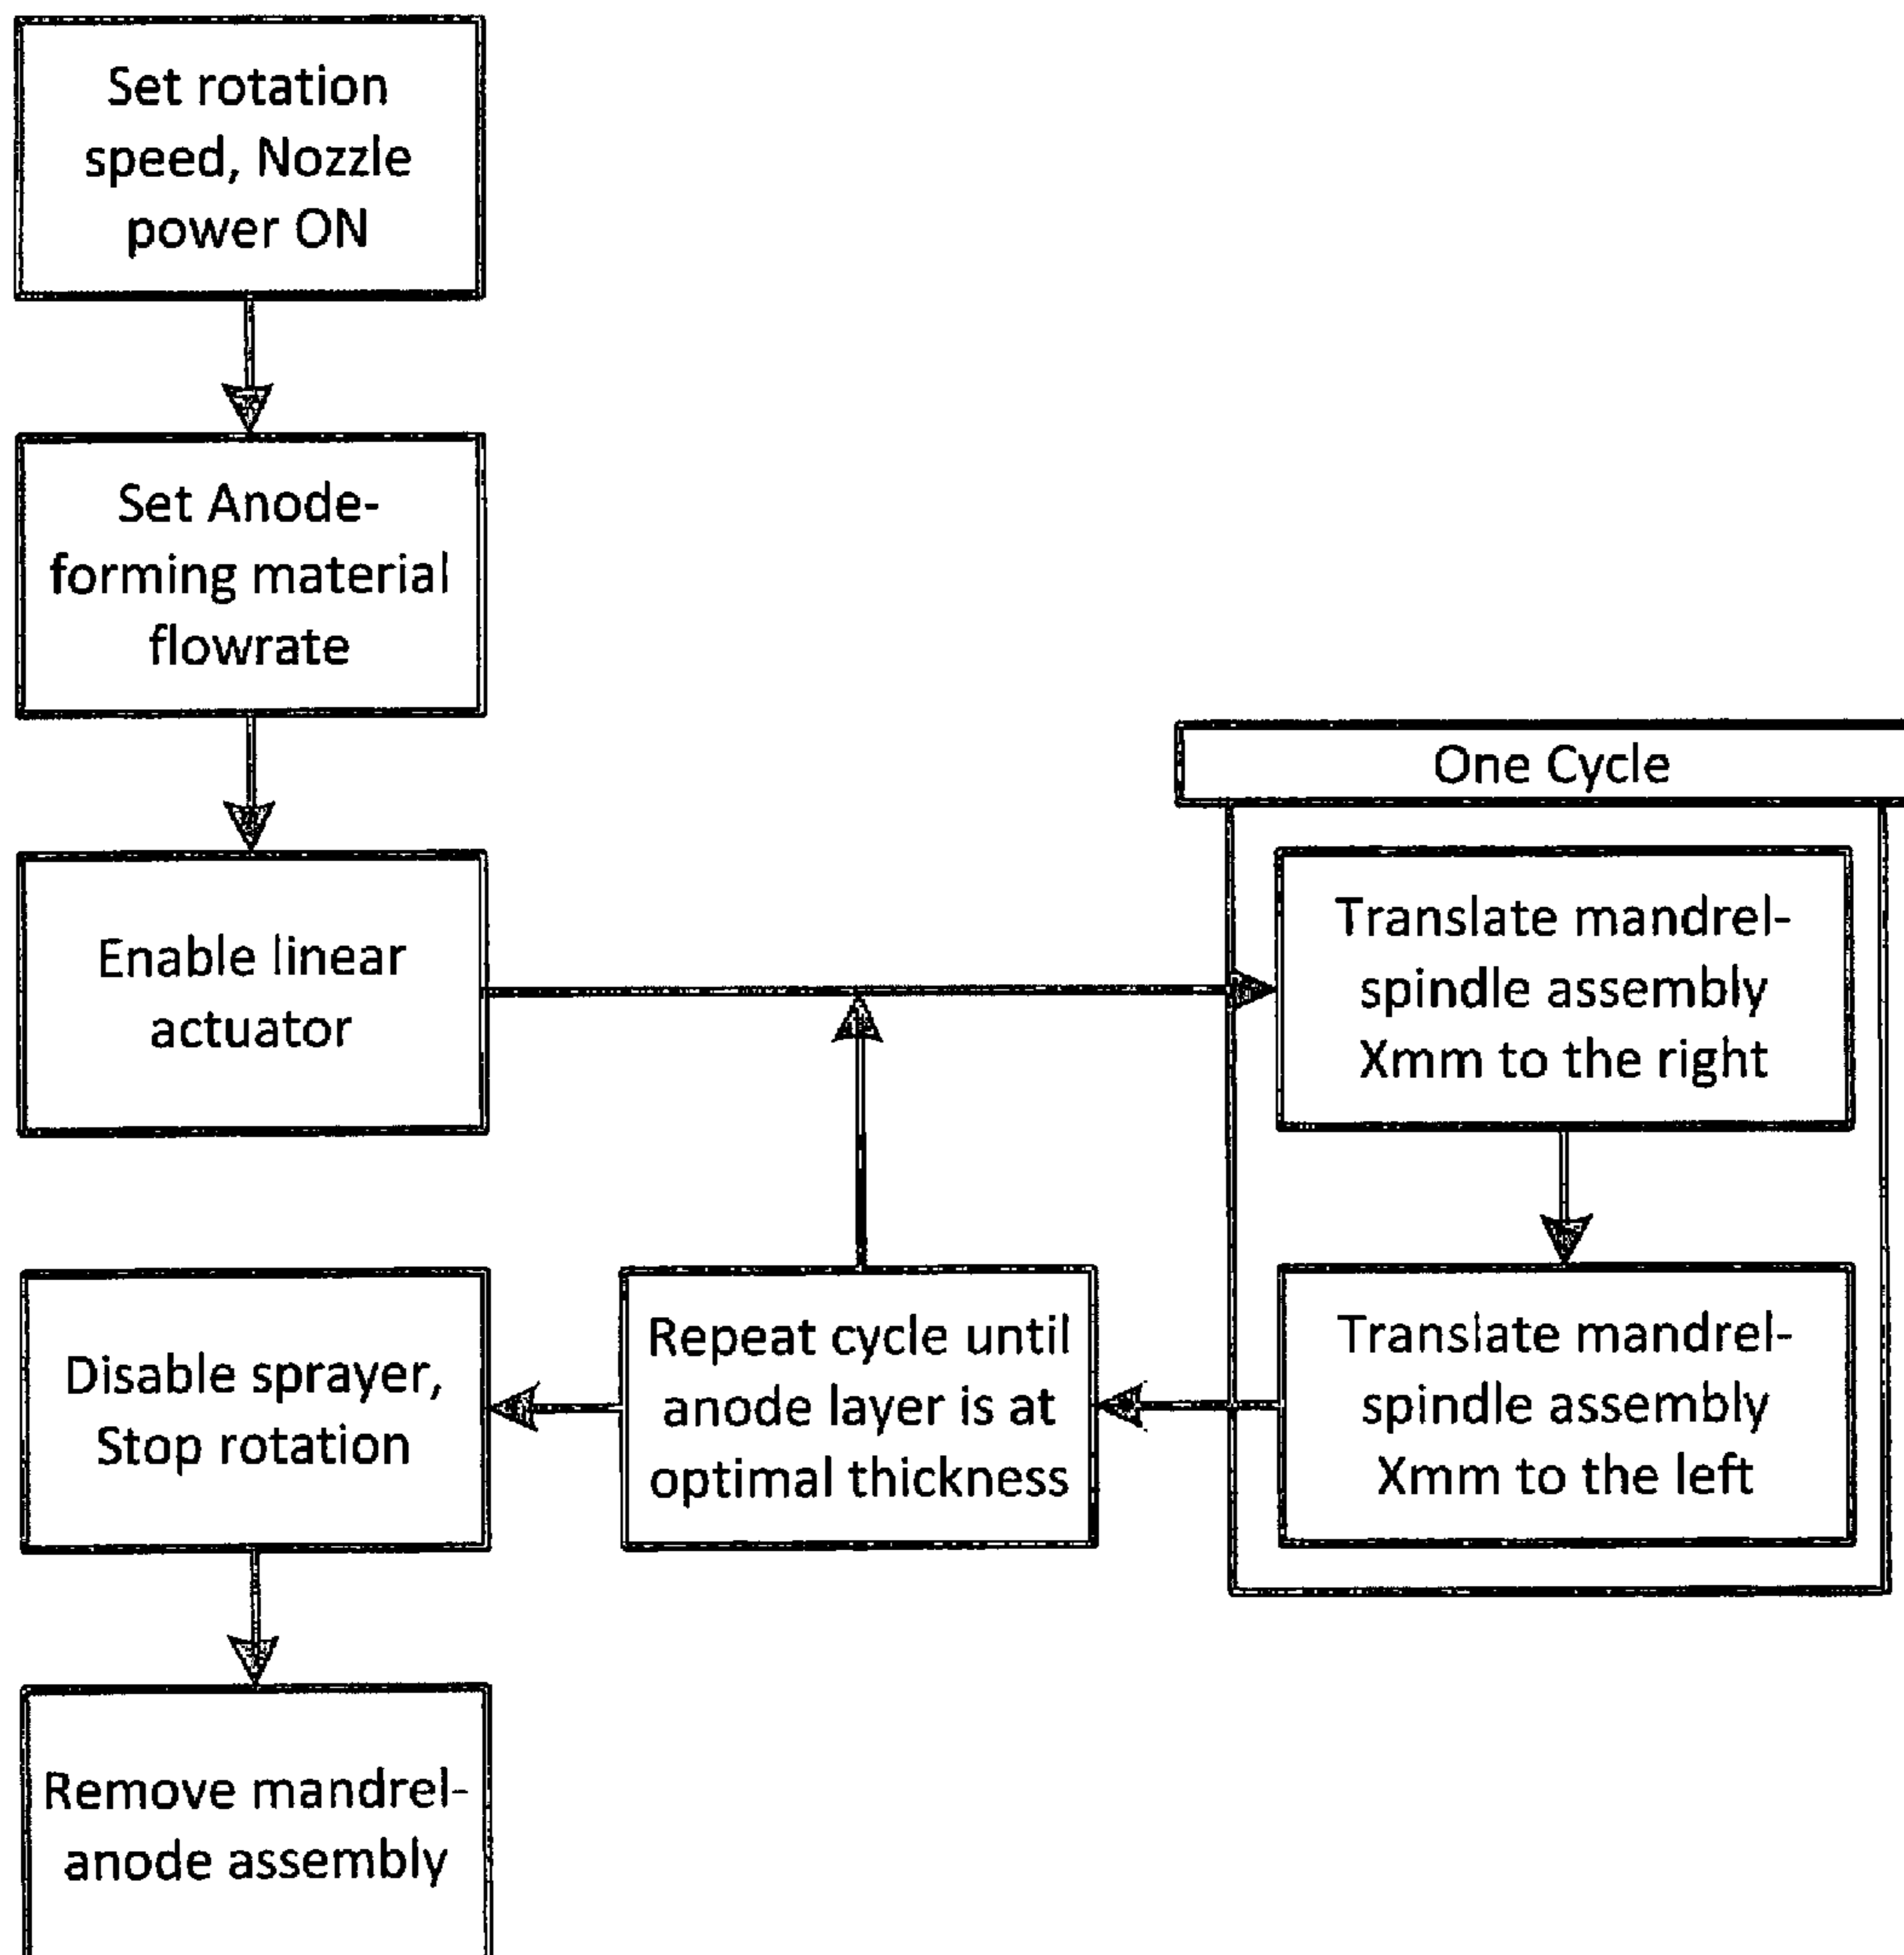 Set rotation
speed, Nozzle
power ON
Set Anode-
forming material
flowrate
Enable linear
actuator
One Cycle
Translate mandrel-
spindle assembly
Xmm to the right
Translate mandrel-
spindle assembly
Xmm to the left
Repeat cycle until
anode layer is at
optimal thickness
Disable sprayer,
Stop rotation
Remove mandrel-
anode assembly